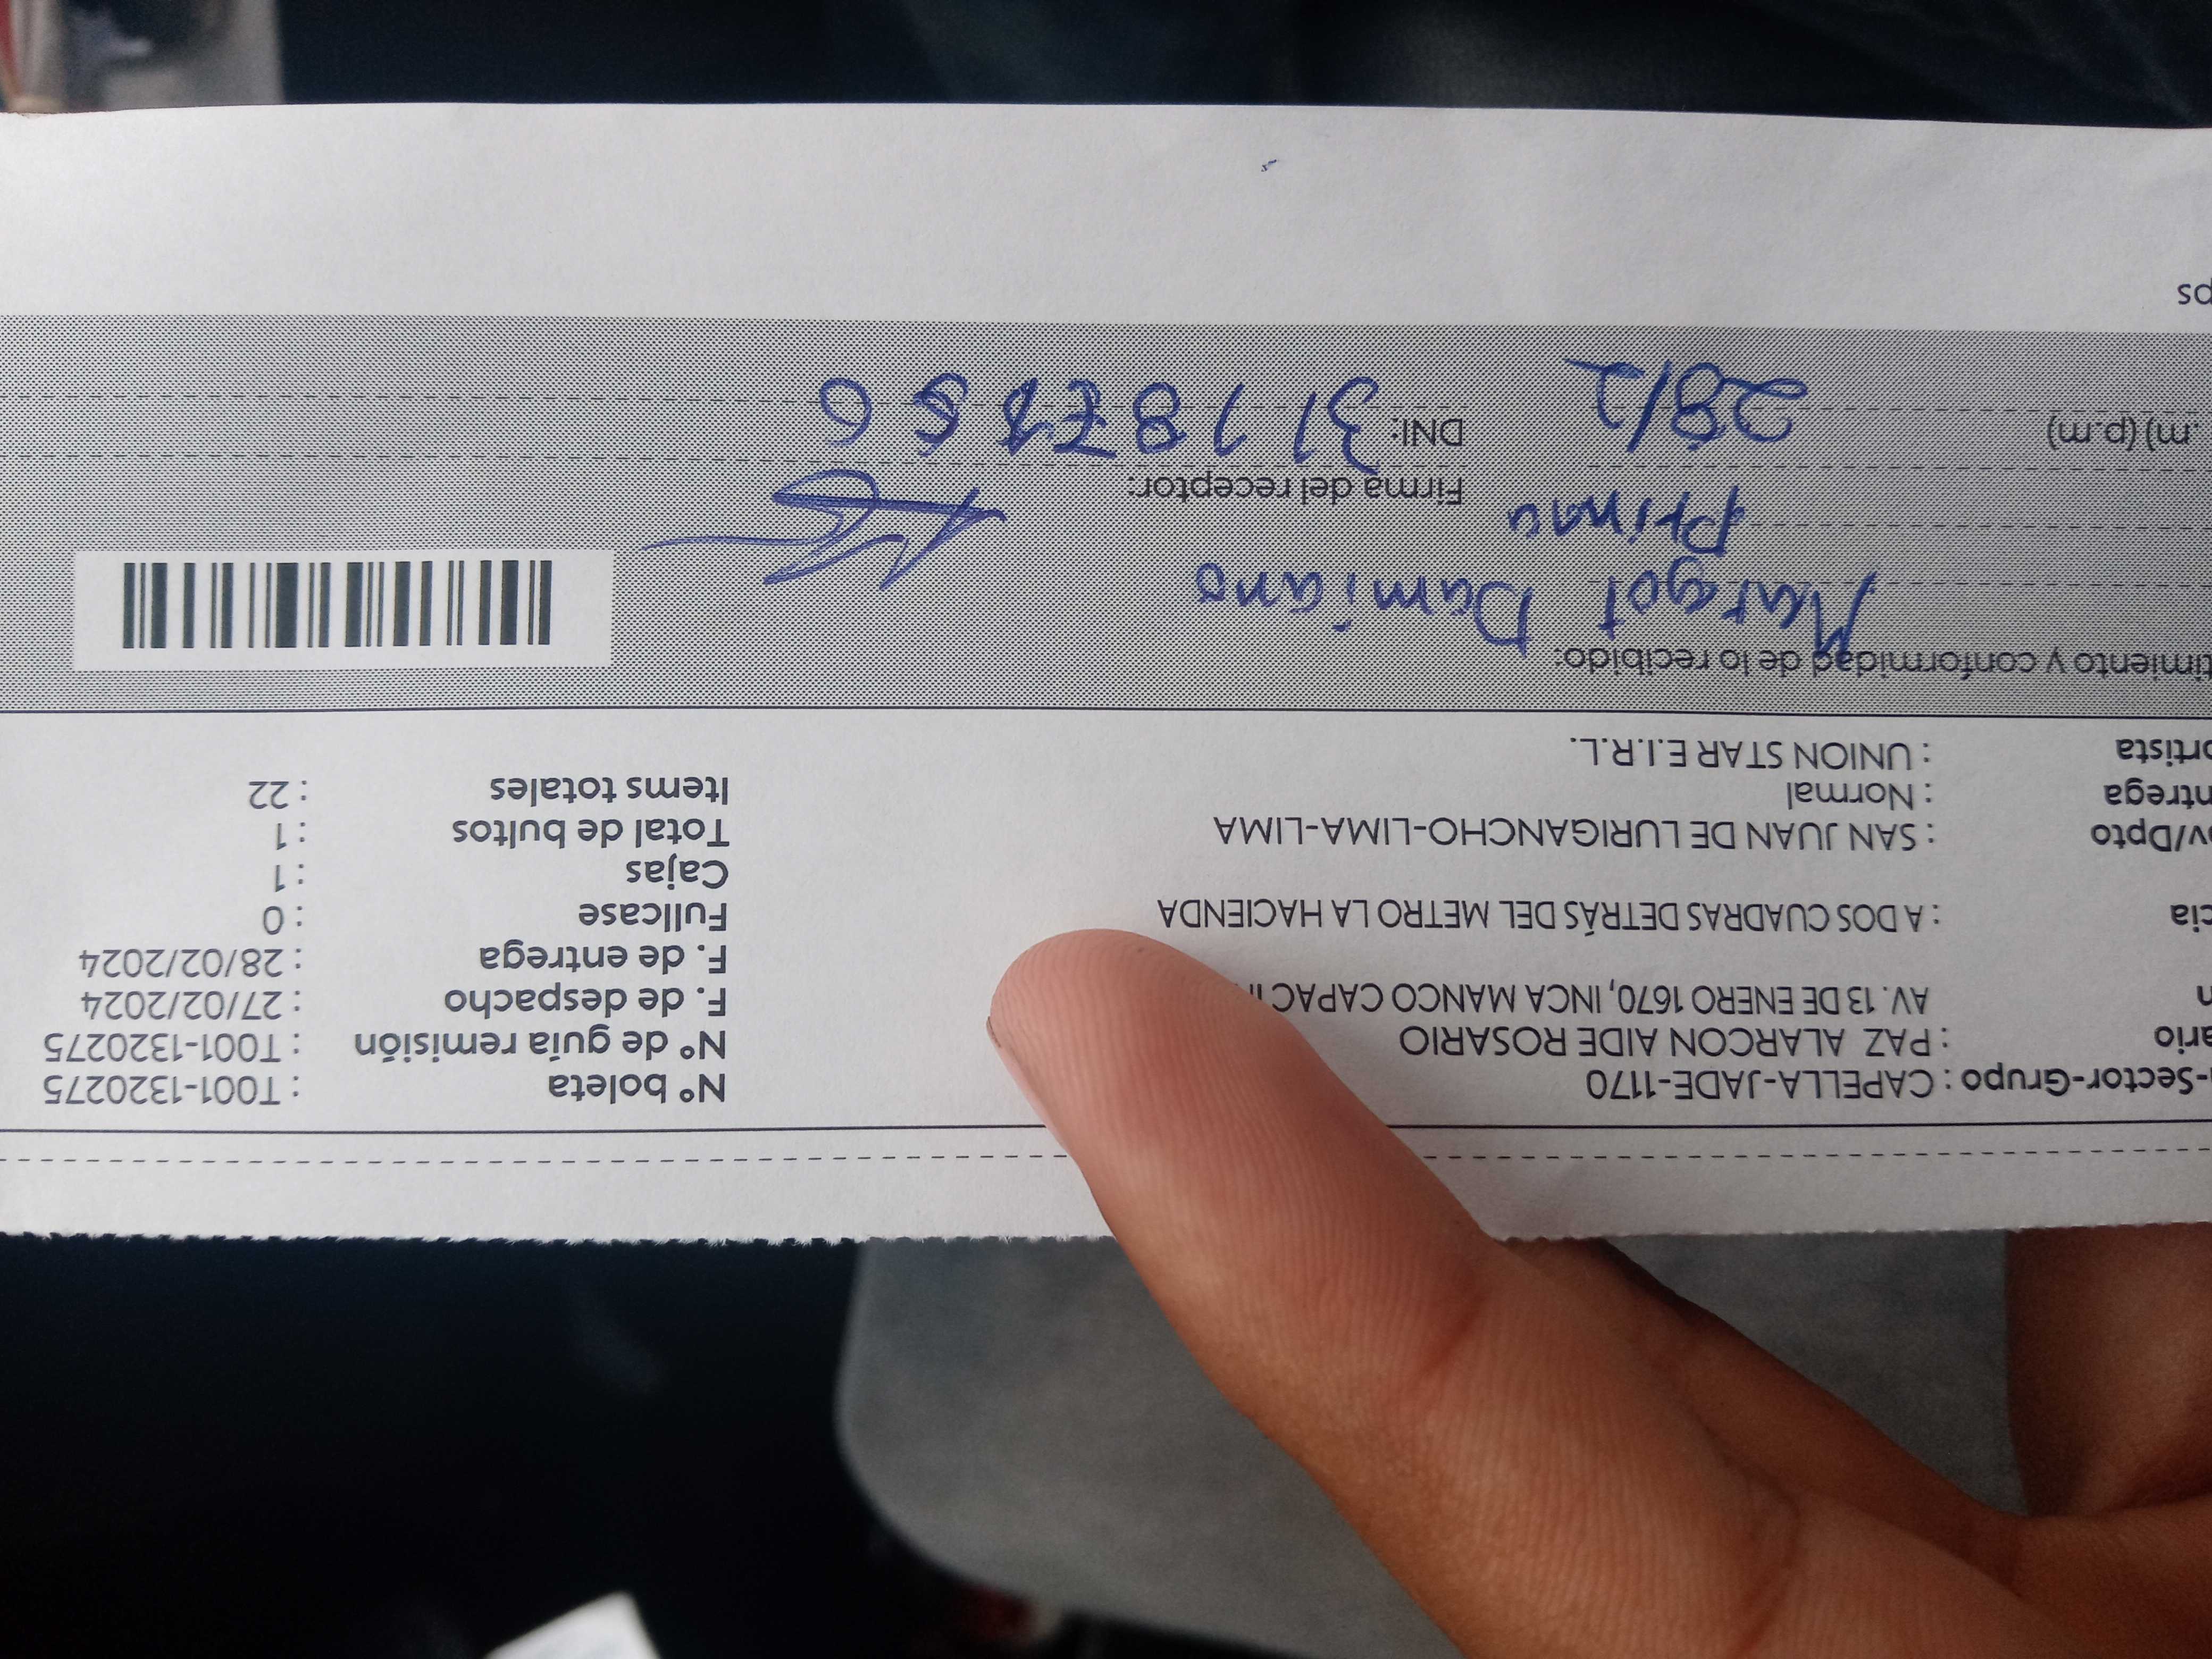 -Sector-Grupo : CAPELLA-JADE-1170
ario : PAZ ALARCON AIDE ROSARIO
n AV. 13 DE ENERO 1670, INCA MANCO CAPAC
cia : A DOS CUADRAS DETRÁS DEL METRO LA HACIENDA
v/Dpto : SAN JUAN DE LURIGANCHO-LIMA-LIMA
ntrega : Normal
ortista : UNION STAR E.I.R.L.
N° boleta : T001-1320275
N° de guía remisión : T001-1320275
F. de despacho : 27/02/2024
F. de entrega : 28/02/2024
Fullcase : 0
Cajas : 1
Total de bultos : 1
Items totales : 22
timiento y conformidad de lo recibido:
Margot Damiano
Prima
Firma del receptor:
.m) (p.m) 28/2
DNI:
ps